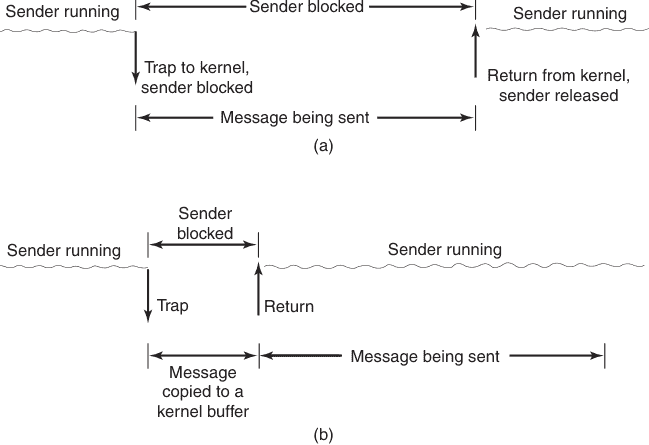 Sender running
Sender blocked
Sender running
Trap to kernel,
sender blocked
Return from kernel,
sender released
Message being sent
(a)
Sender
blocked
Sender running
Sender running
Trap
Return
Message being sent
Message
copied to a
kernel buffer
(b)